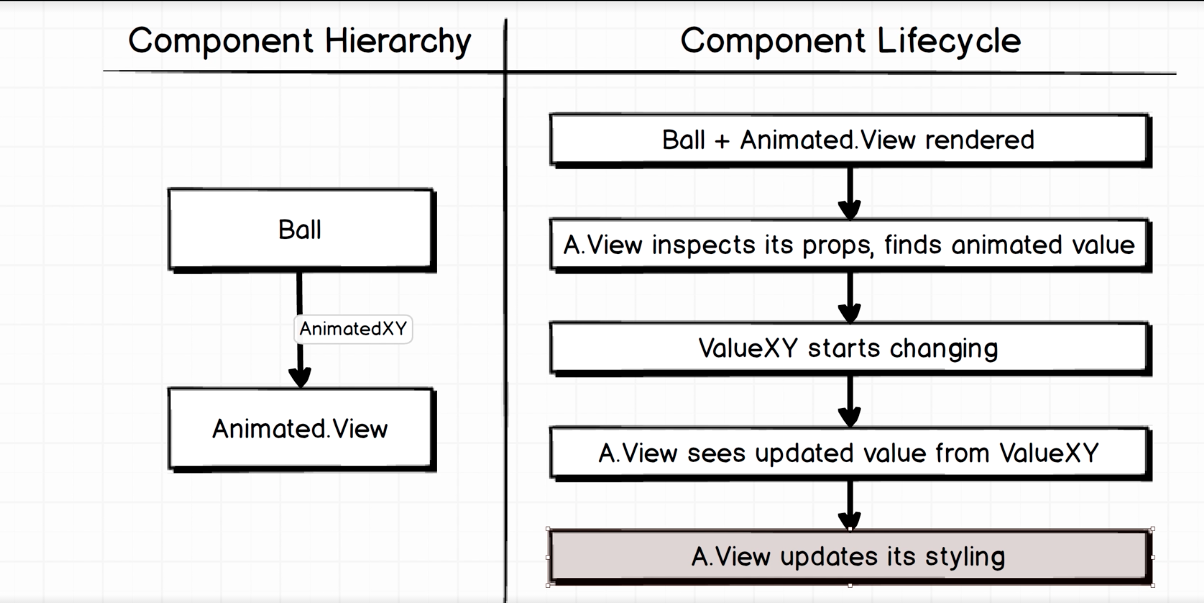 Component Hierarchy
Component Lifecycle
Ball
AnimatedXY
Animated.View
Ball + Animated.View rendered
A.View inspects its props, finds animated value
ValueXY starts changing
A.View sees updated value from ValueXY
A.View updates its styling